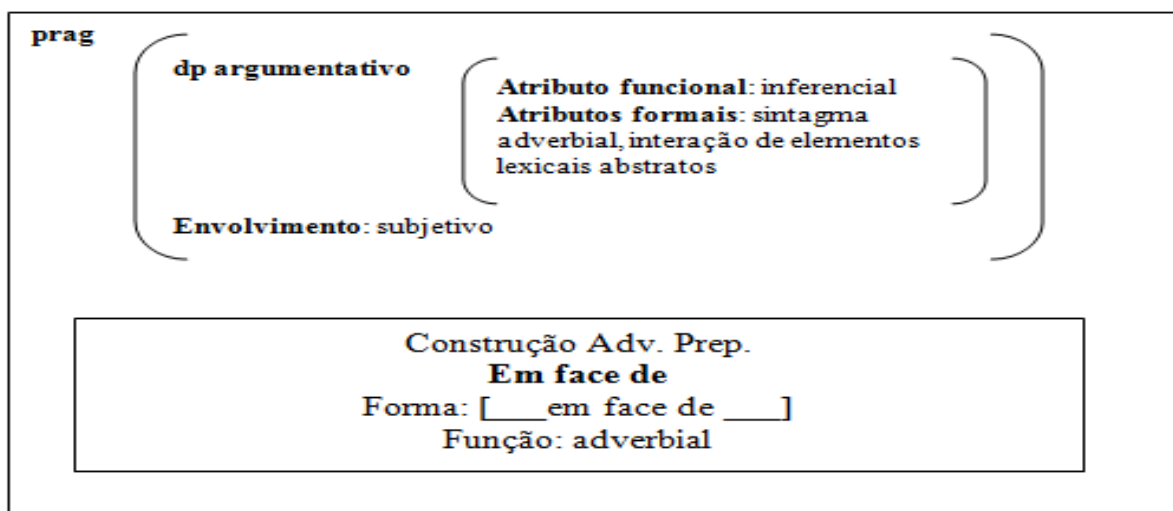 prag
dp argumentativo
Atributo funcional: inferencial
Atributos formais: sintagma
adverbial, interação de elementos
lexicais abstratos
Envolvimento: subjetivo
Construção Adv. Prep.
Em face de
Forma: [___em face de ___]
Função: adverbial